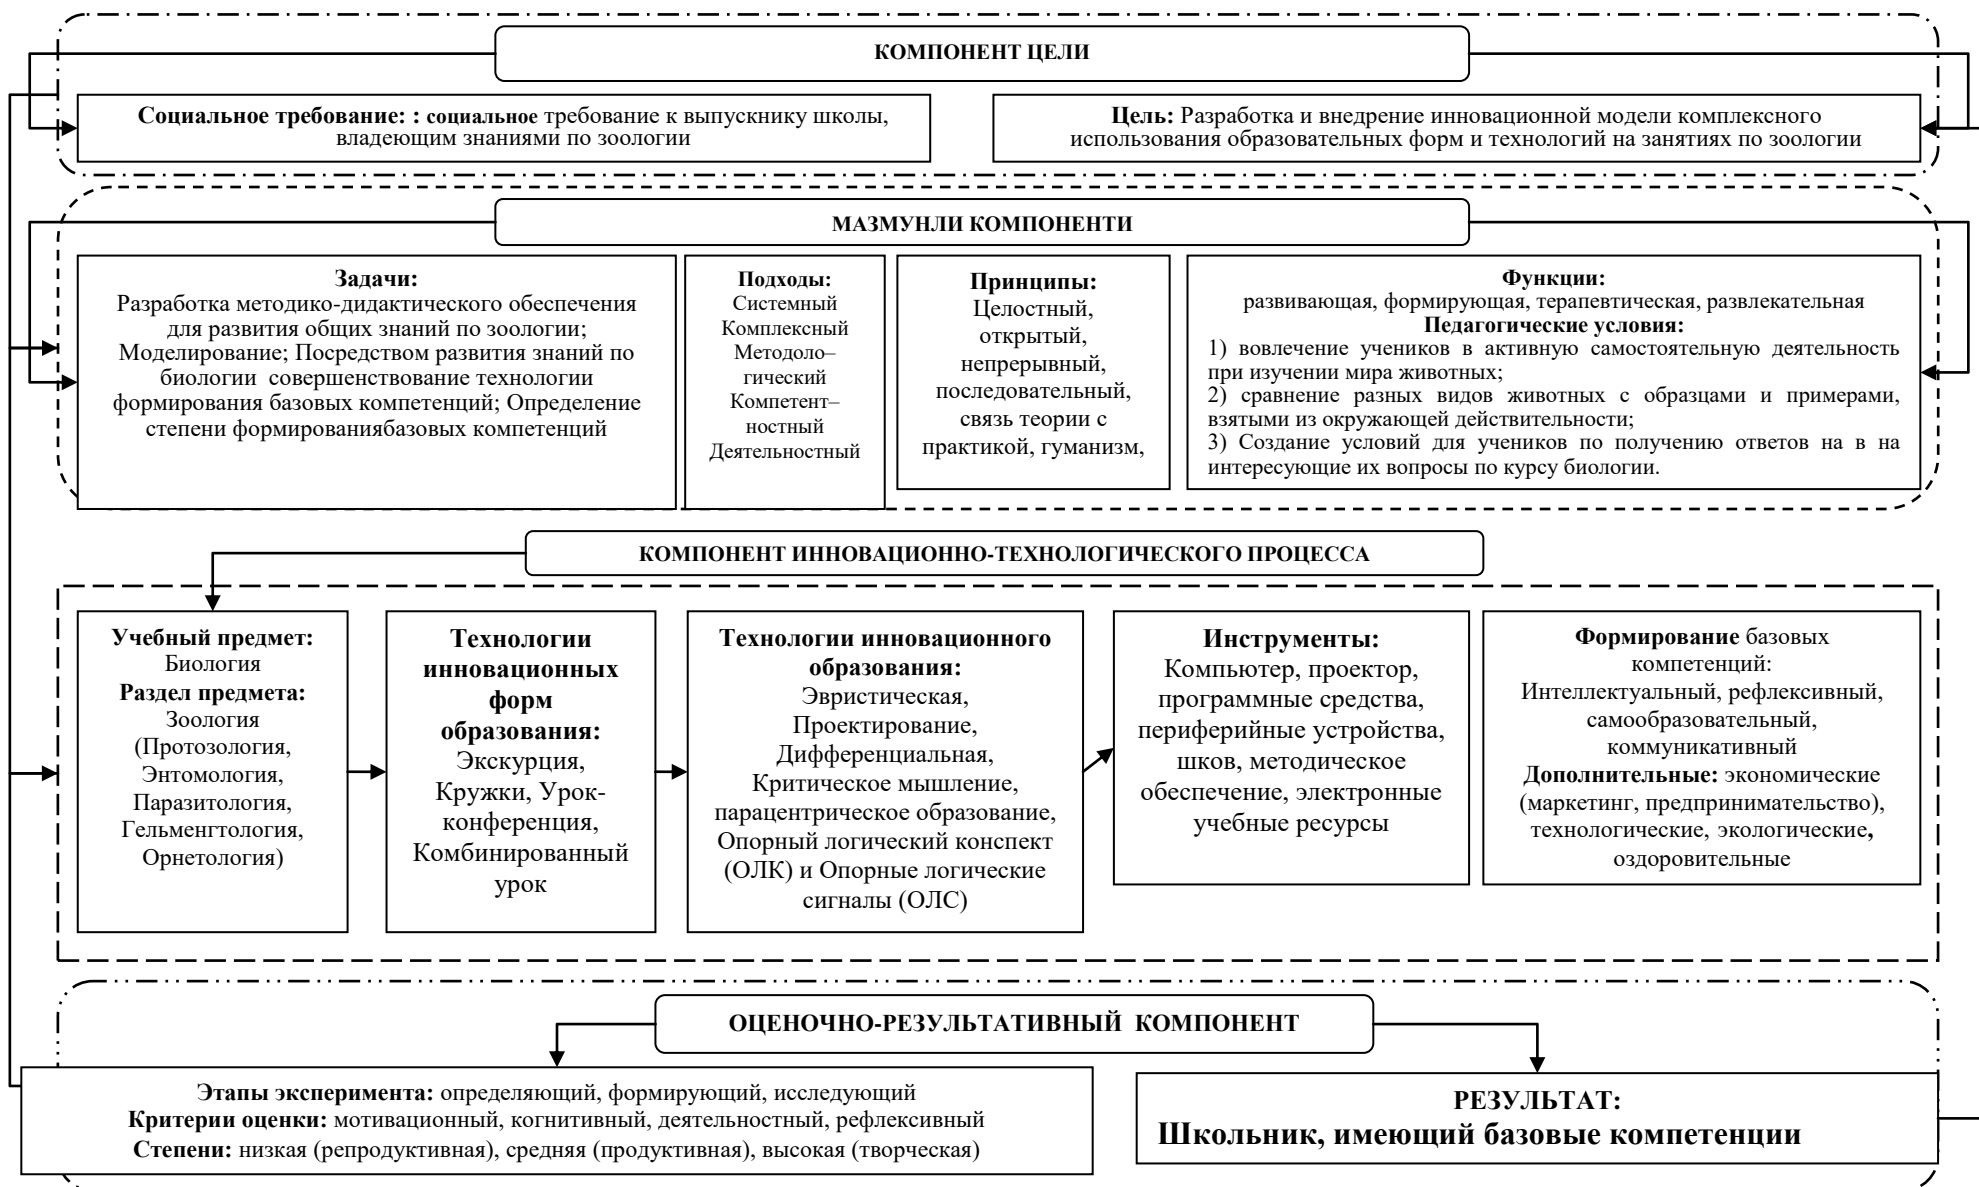 КОМПОНЕНТ ЦЕЛИ
Социальное требование: : социальное требование к выпускнику школы,
владеющим знаниями по зоологии
Цель: Разработка и внедрение инновационной модели комплексного
использования образовательных форм и технологий на занятиях по зоологии
МАЗМУНЛИ КОМПОНЕНТИ
Задачи:
Разработка методико-дидактического обеспечения
для развития общих знаний по зоологии;
Моделирование; Посредством развития знаний по
биологии совершенствование технологии
формирования базовых компетенций; Определение
степени формированиябазовых компетенций
Подходы:
Системный
Комплексный
Методоло–
гический
Компетент–
ностный
Деятельностный
Принципы:
Целостный,
открытый,
непрерывный,
последовательный,
связь теории с
практикой, гуманизм,
Функции:
развивающая, формирующая, терапевтическая, развлекательная
Педагогические условия:
1) вовлечение учеников в активную самостоятельную деятельность
при изучении мира животных;
2) сравнение разных видов животных с образцами и примерами,
взятыми из окружающей действительности;
3) Создание условий для учеников по получению ответов на в на
интересующие их вопросы по курсу биологии.
КОМПОНЕНТ ИННОВАЦИОННО-ТЕХНОЛОГИЧЕСКОГО ПРОЦЕССА
Учебный предмет:
Биология
Раздел предмета:
Зоология
(Протозология,
Энтомология,
Паразитология,
Гельменгтология,
Орнетология)
Технологии
инновационных
форм
образования:
Экскурция,
Кружки, Урок-
конференция,
Комбинированный
урок
Технологии инновационного
образования:
Эвристическая,
Проектирование,
Дифференциальная,
Критическое мышление,
парацентрическое образование,
Опорный логический конспект
(ОЛК) и Опорные логические
сигналы (ОЛС)
Инструменты:
Компьютер, проектор,
программные средства,
периферийные устройства,
шков, методическое
обеспечение, электронные
учебные ресурсы
Формирование базовых
компетенций:
Интеллектуальный, рефлексивный,
самообразовательный,
коммуникативный
Дополнительные: экономические
(маркетинг, предпринимательство),
технологические, экологические,
оздоровительные
ОЦЕНОЧНО-РЕЗУЛЬТАТИВНЫЙ КОМПОНЕНТ
Этапы эксперимента: определяющий, формирующий, исследующий
Критерии оценки: мотивационный, когнитивный, деятельностный, рефлексивный
Степени: низкая (репродуктивная), средняя (продуктивная), высокая (творческая)
РЕЗУЛЬТАТ:
Школьник, имеющий базовые компетенции